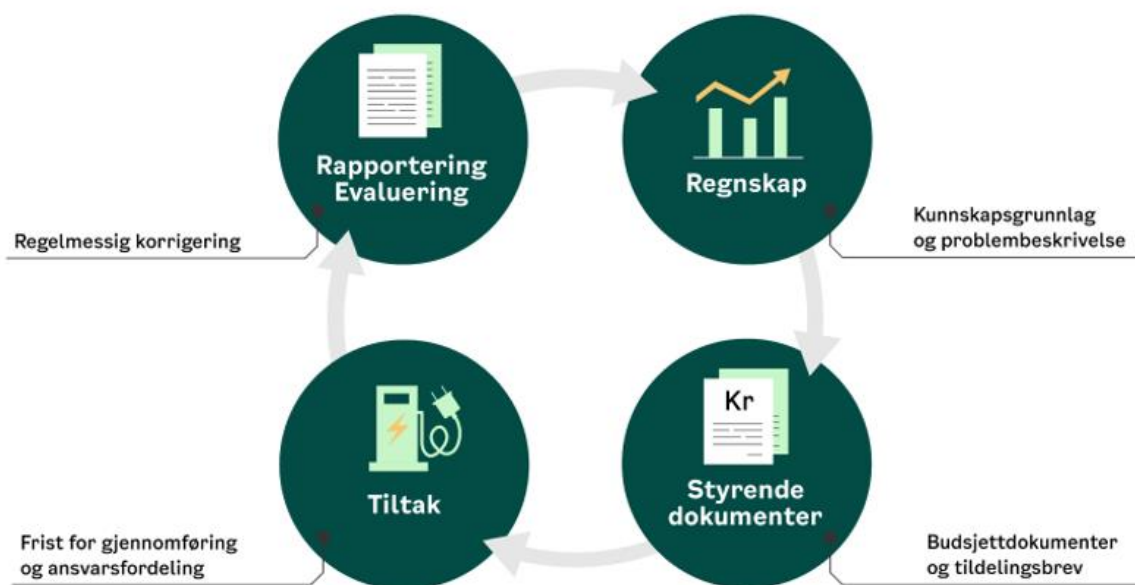 Rapportering
Evaluering
Regnskap
Regelmessig korrigering
Kunnskapsgrunnlag
og problembeskrivelse
Kr
Tiltak
Styrende
dokumenter
Frist for gjennomføring
og ansvarsfordeling
Budsjettdokumenter
og tildelingsbrev